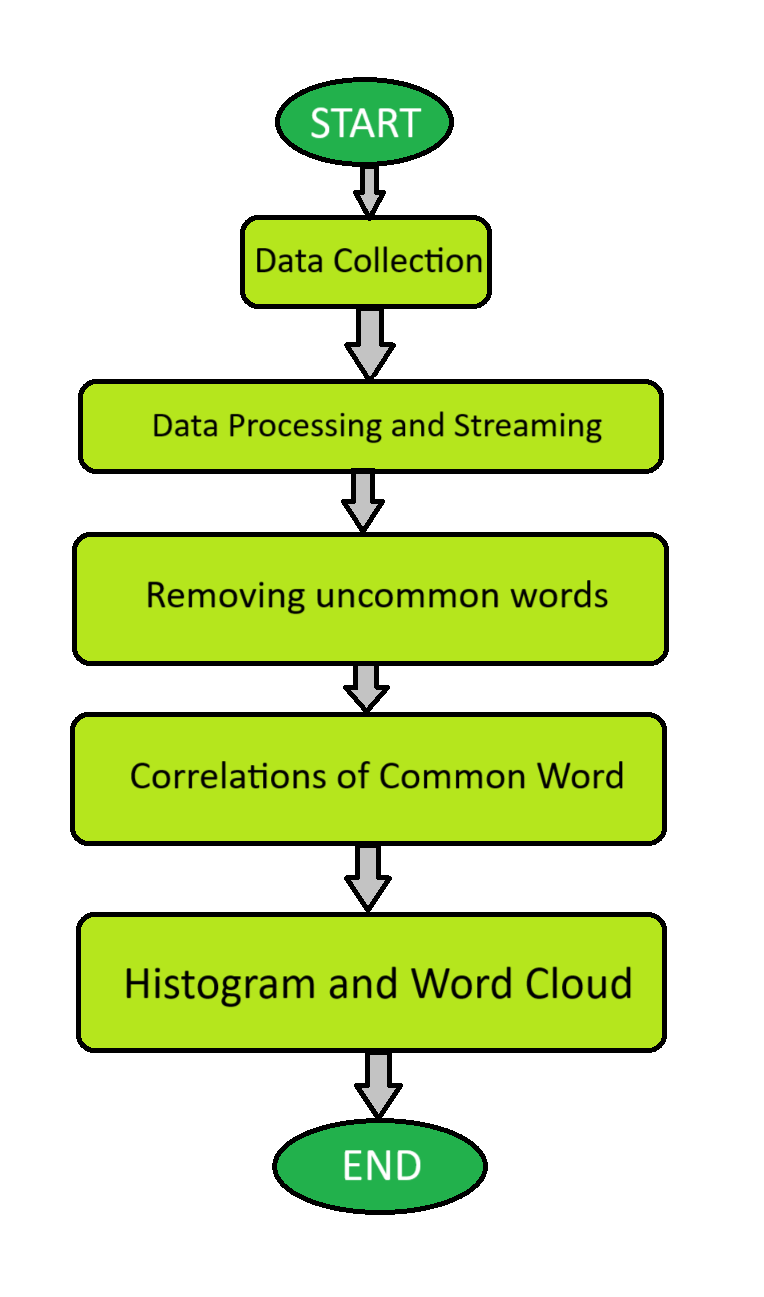 START
Data Collection
Data Processing and Streaming
Removing uncommon words
Correlations of Common Word
Histogram and Word Cloud
END